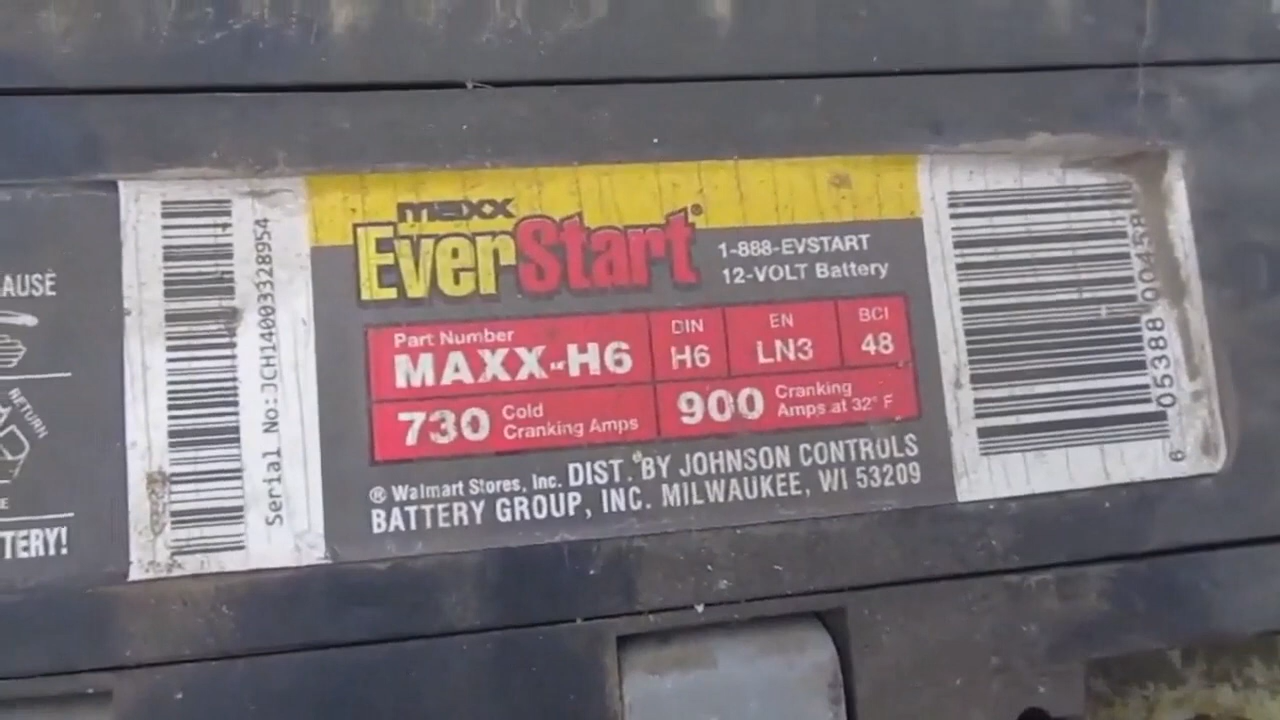 AUSE
RETURN
E
TERY!
Serial No:JCH140033328954
maxx
EverStart®
1-888-EVSTART
12-VOLT Battery
Part Number
MAXX-H6
DIN
H6
EN
LN3
BCI
48
730 Cold Cranking Amps
900 Cranking Amps at 32° F
® Walmart Stores, Inc. DIST. BY JOHNSON CONTROLS
BATTERY GROUP, INC. MILWAUKEE, WI 53209
6 05388 00458